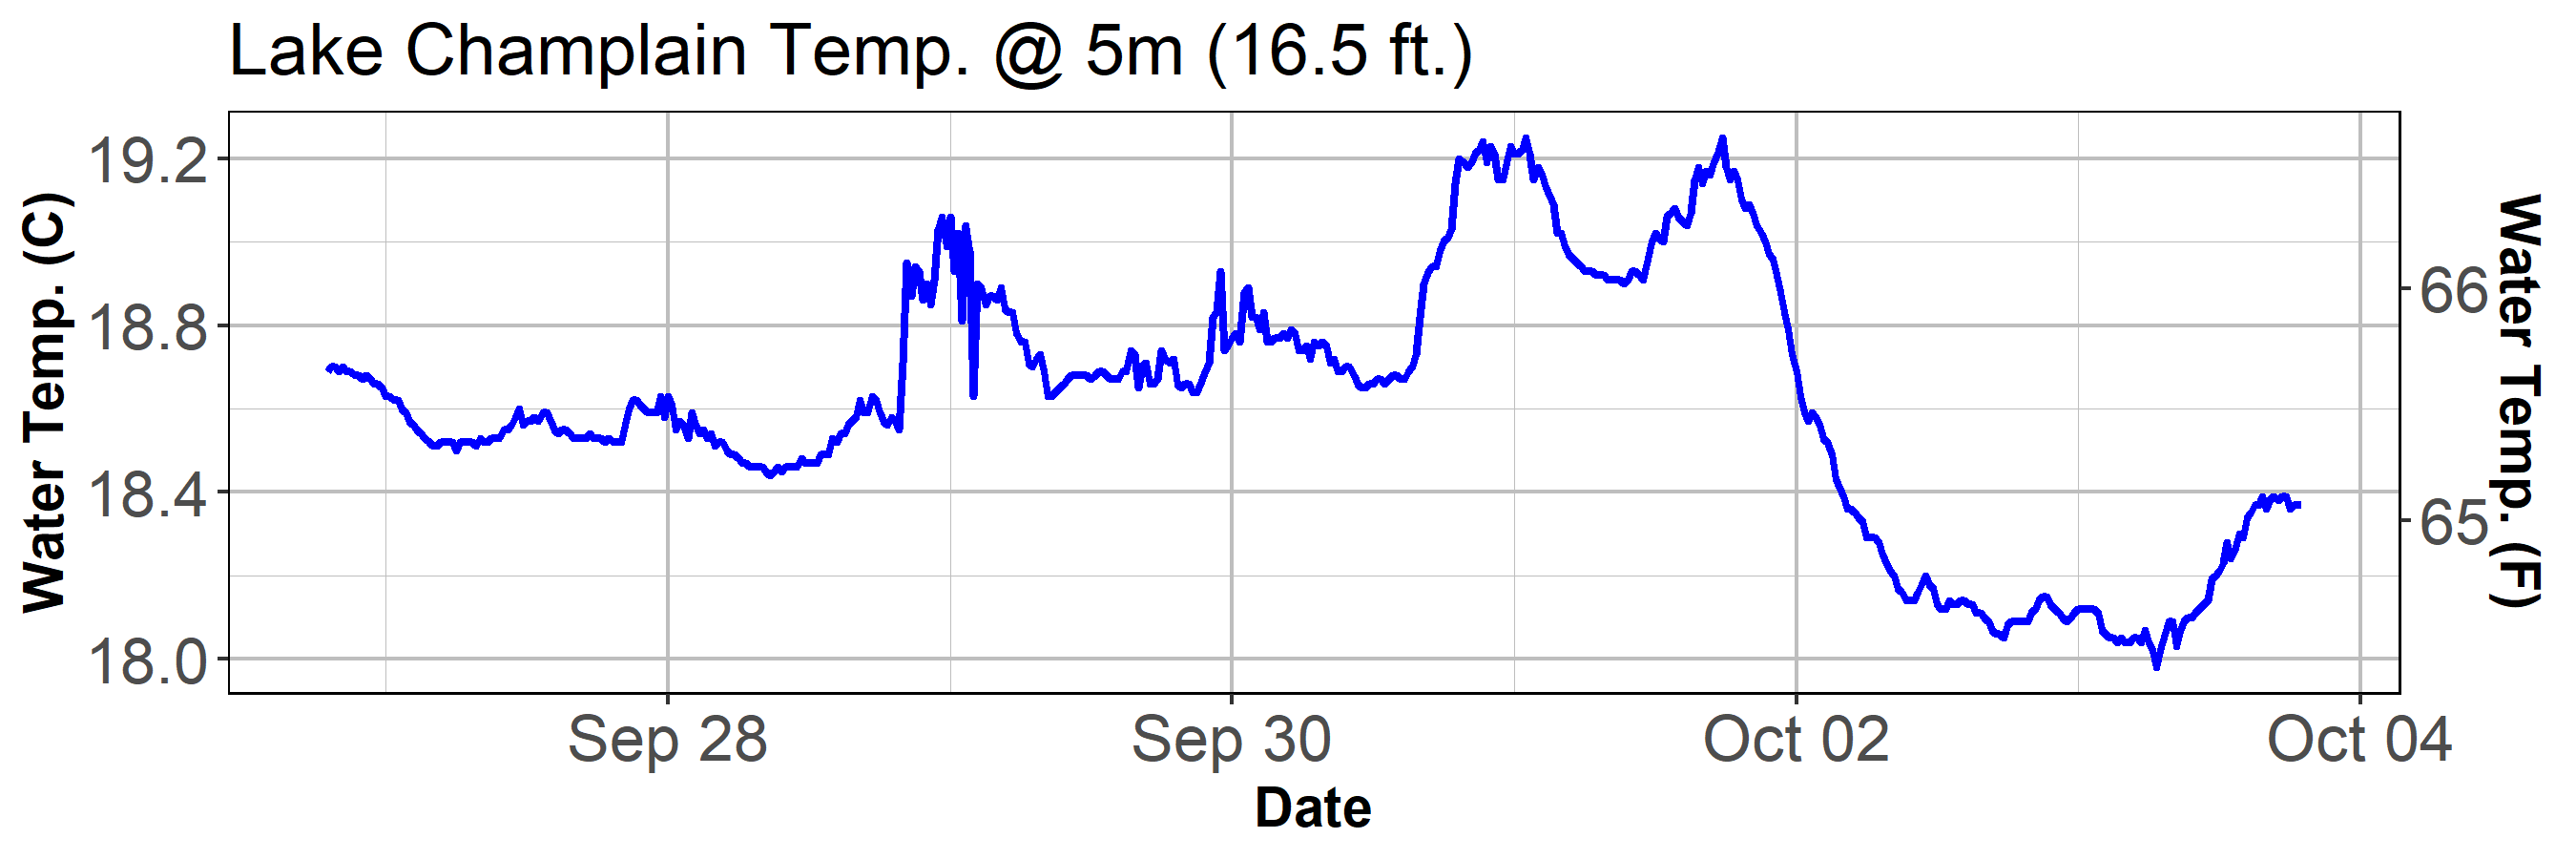 Lake Champlain Temp. @ 5m (16.5 ft.)
Water Temp. (C)
19.2
18.8
18.4
18.0
66
65
Water Temp. (F)
Sep 28
Sep 30
Oct 02
Oct 04
Date